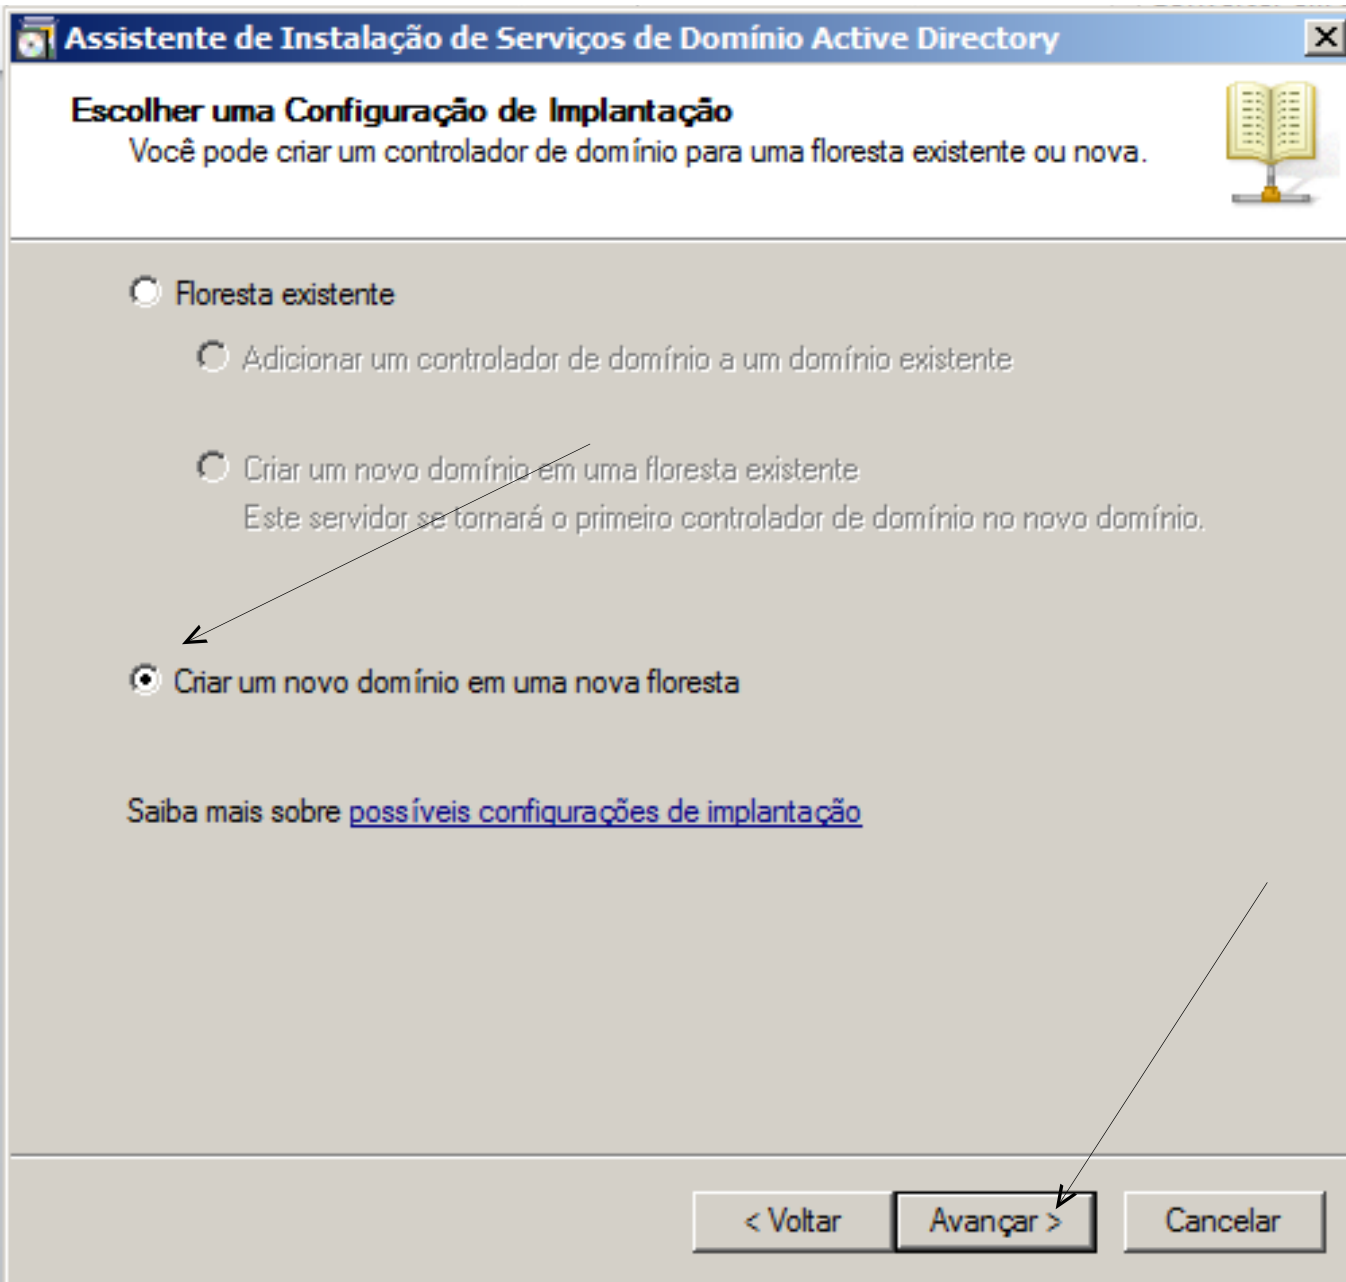 Assistente de Instalação de Serviços de Domínio Active Directory
Escolher uma Configuração de Implantação
Você pode criar um controlador de domínio para uma floresta existente ou nova.
Floresta existente
Adicionar um controlador de domínio a um domínio existente
Criar um novo domínio em uma floresta existente
Este servidor se tornará o primeiro controlador de domínio no novo domínio.
Criar um novo domínio em uma nova floresta
Saiba mais sobre possíveis configurações de implantação
< Voltar
Avançar >
Cancelar